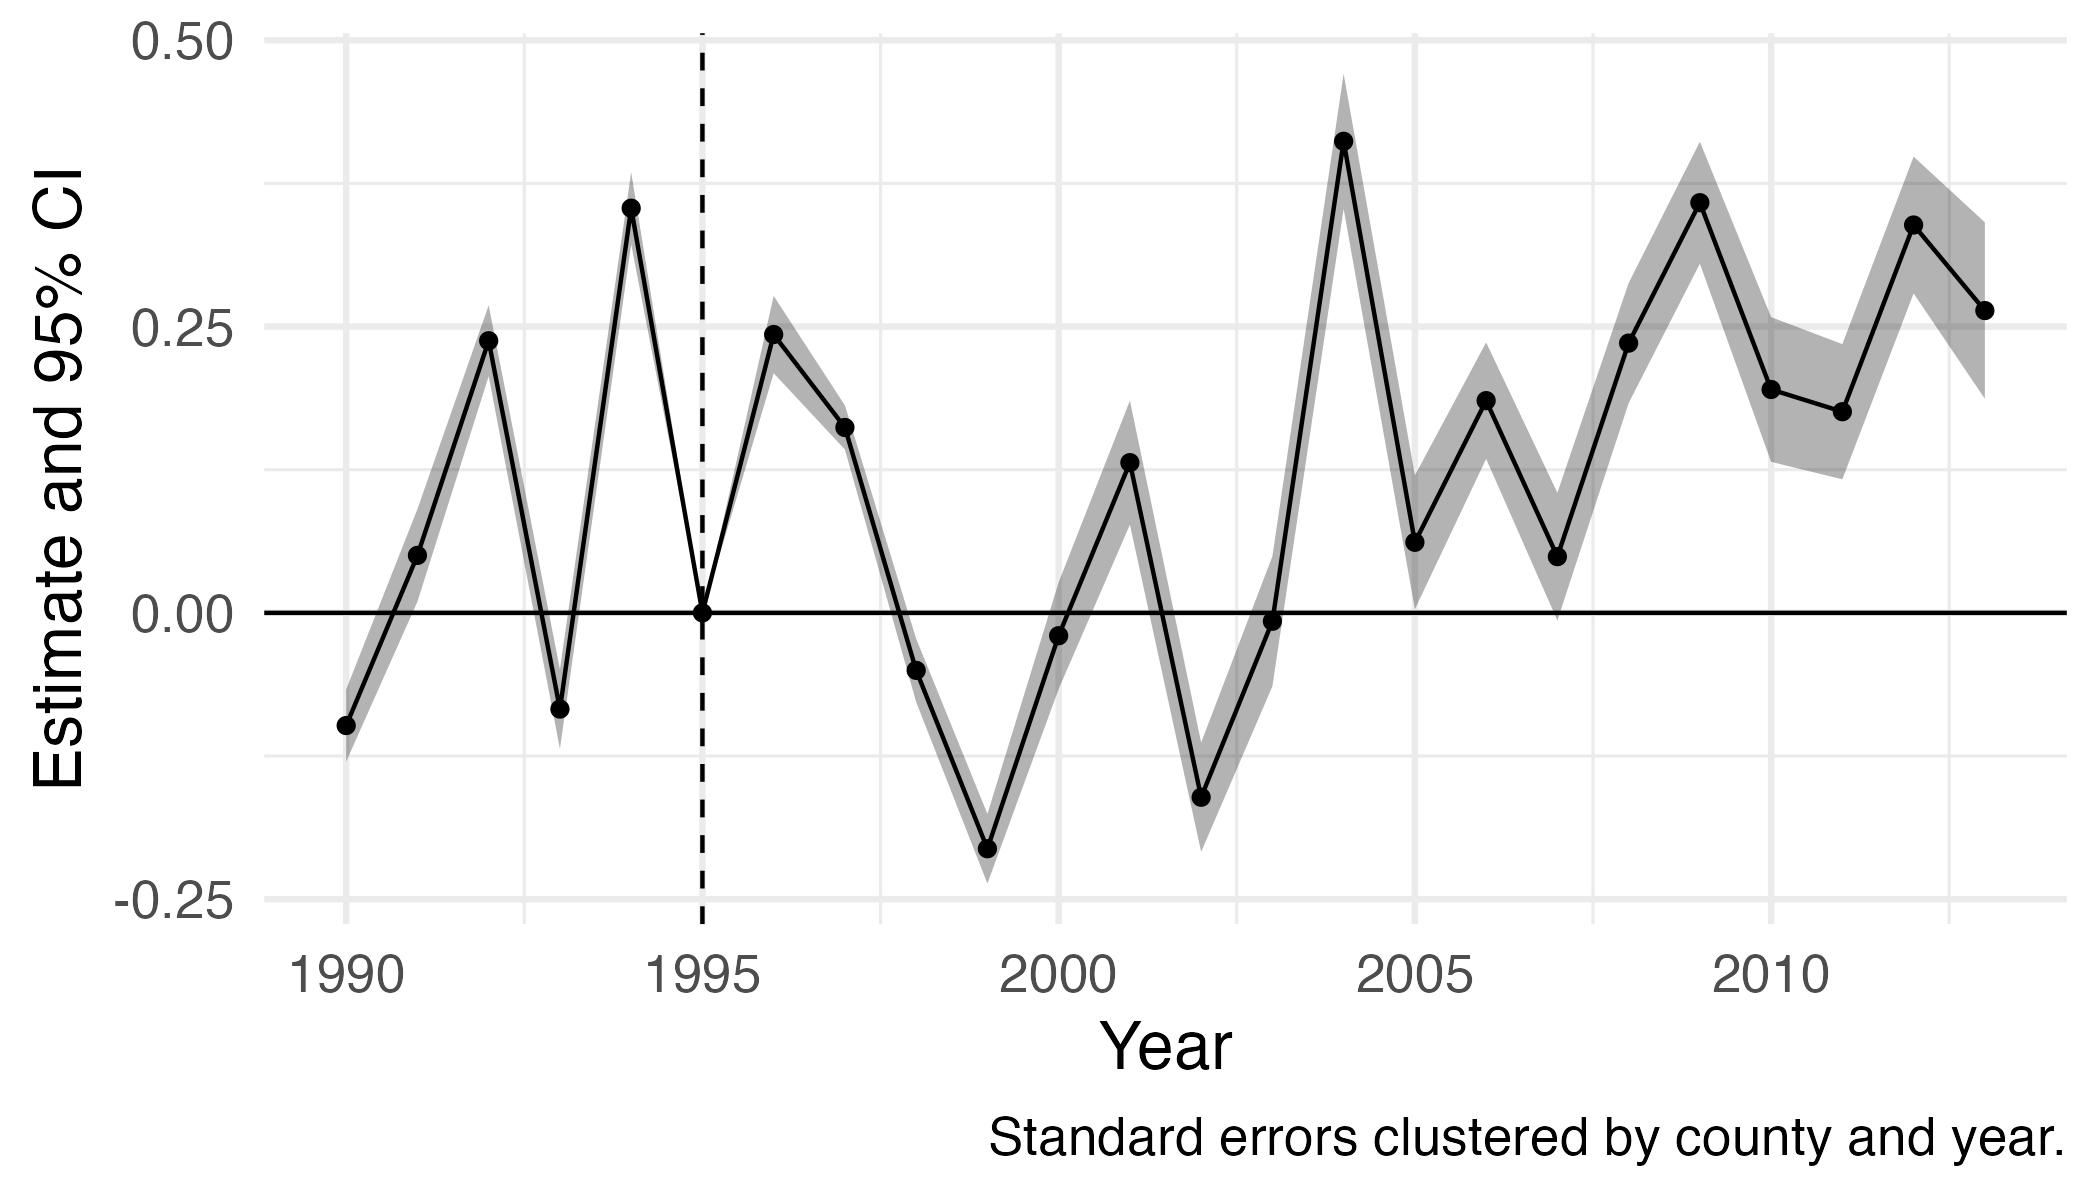 Estimate and 95% CI
0.50
0.25
0.00
-0.25
1990 1995 2000 2005 2010
Year
Standard errors clustered by county and year.